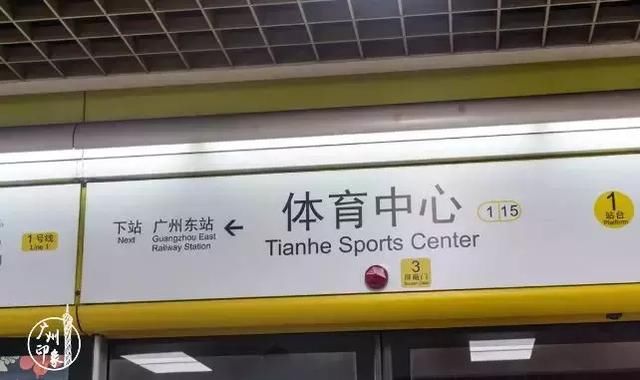 1号线
Line 1
下站
Next
广州东站
Guangzhou East
Railway Station
←
体育中心
Tianhe Sports Center
1 15
1
站台
Platform
3
屏蔽门
广州
印象